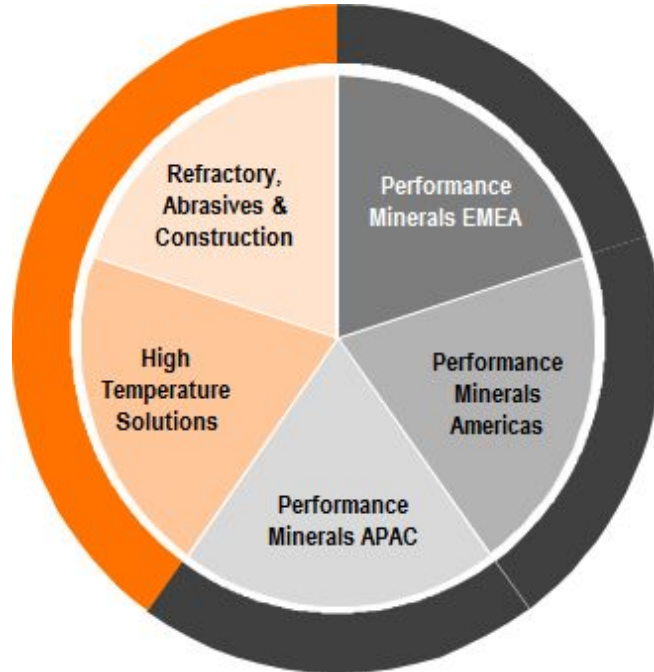 Refractory,
Abrasives &
Construction
Performance
Minerals EMEA
High
Temperature
Solutions
Performance
Minerals
Americas
Performance
Minerals APAC